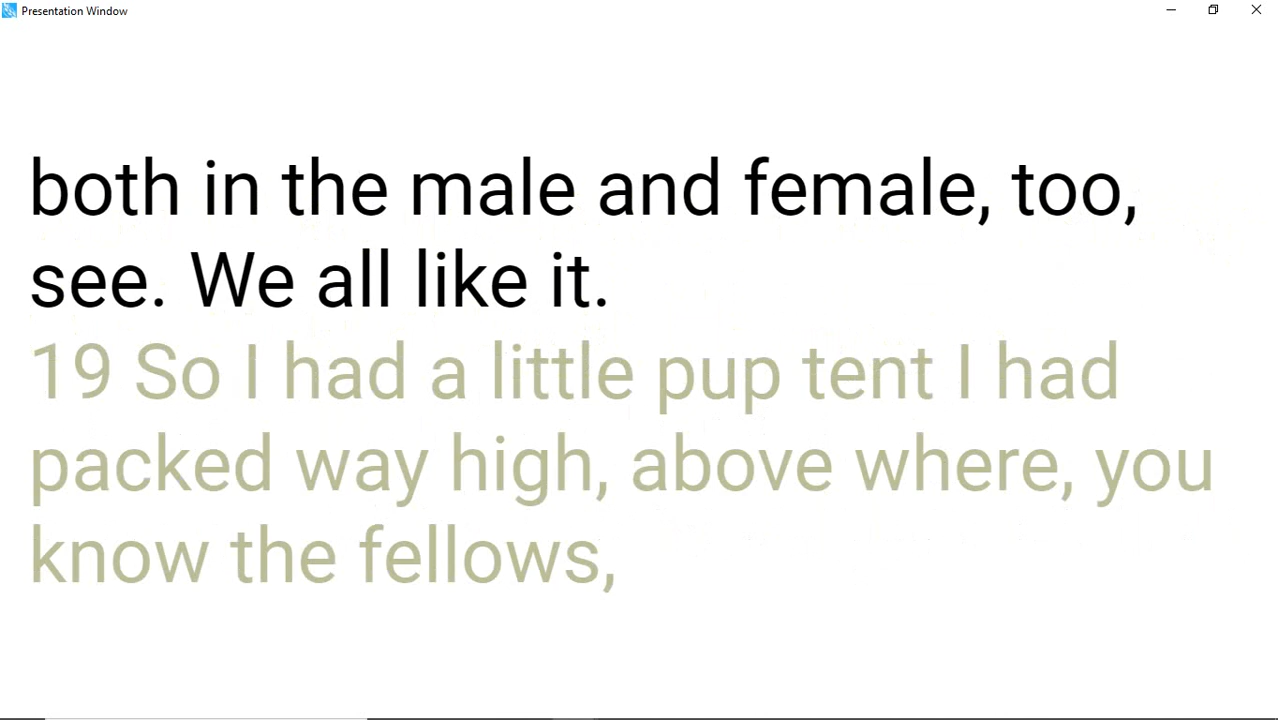 Presentation Window
both in the male and female, too,
see. We all like it.
19 So I had a little pup tent I had
packed way high, above where, you
know the fellows,